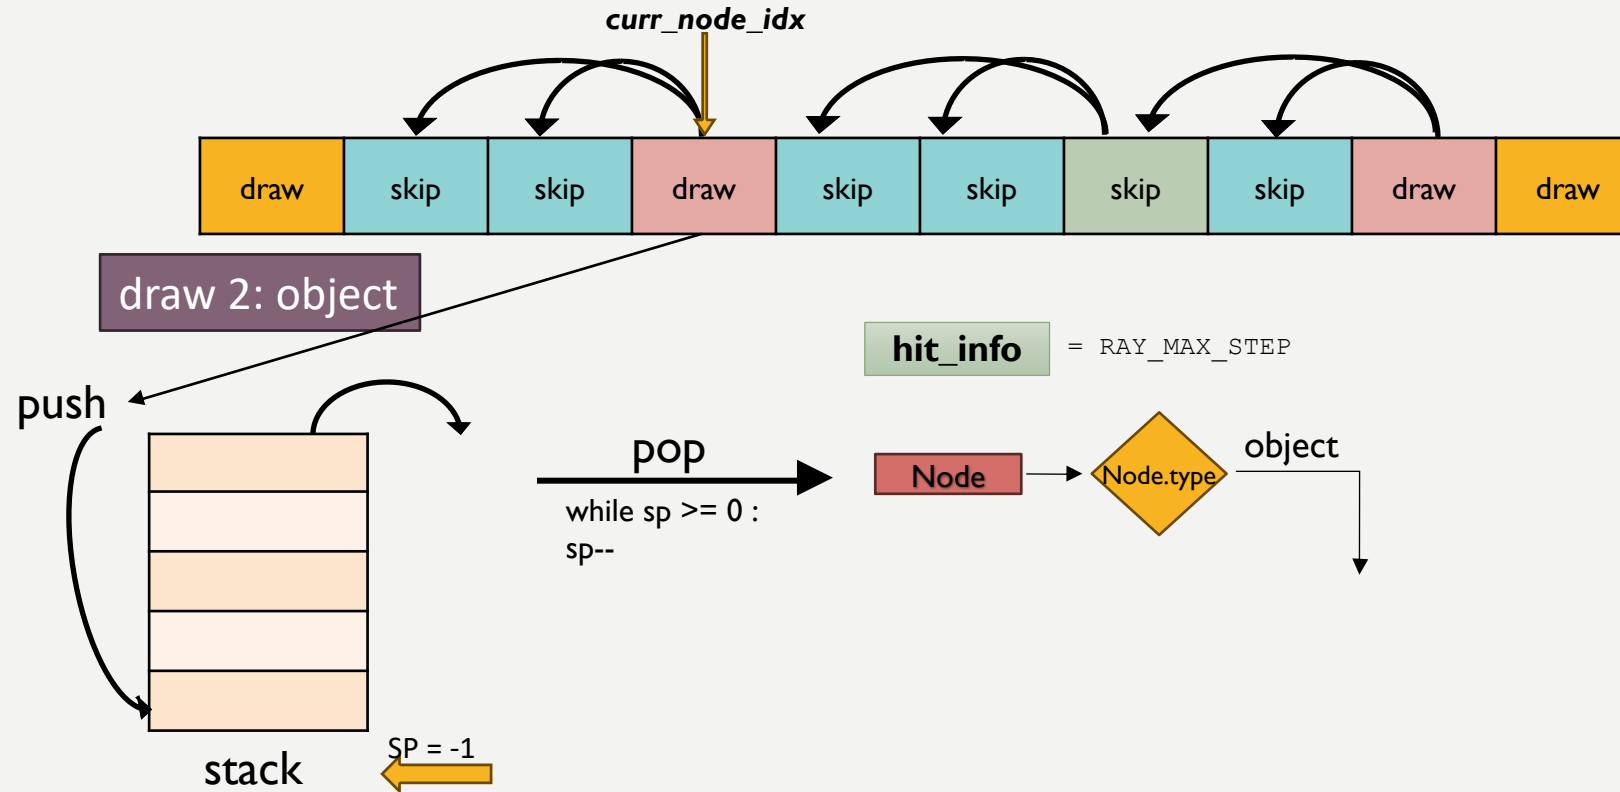 curr_node_idx
draw skip skip draw skip skip skip skip draw draw
draw 2: object
hit_info = RAY_MAX_STEP
push
pop
while sp >= 0 :
sp--
Node
Node.type
object
SP = -1
stack